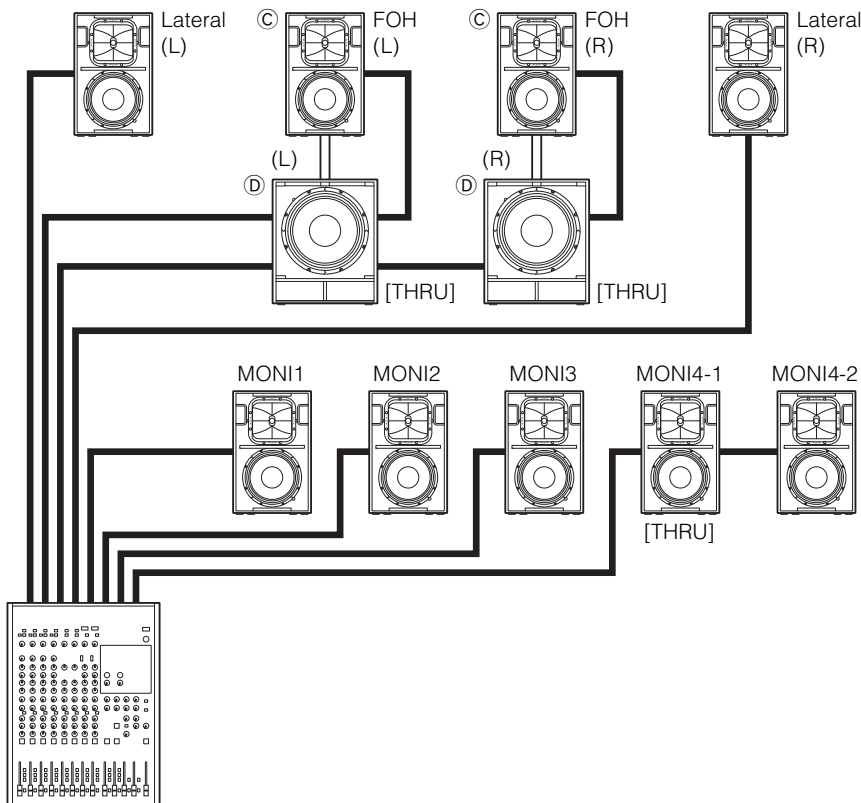 Lateral
(L)
Ⓒ
FOH
(L)
Ⓒ
FOH
(R)
Lateral
(R)
(L)
Ⓓ
(R)
Ⓓ
[THRU]
[THRU]
MONI1
MONI2
MONI3
MONI4-1
MONI4-2
[THRU]